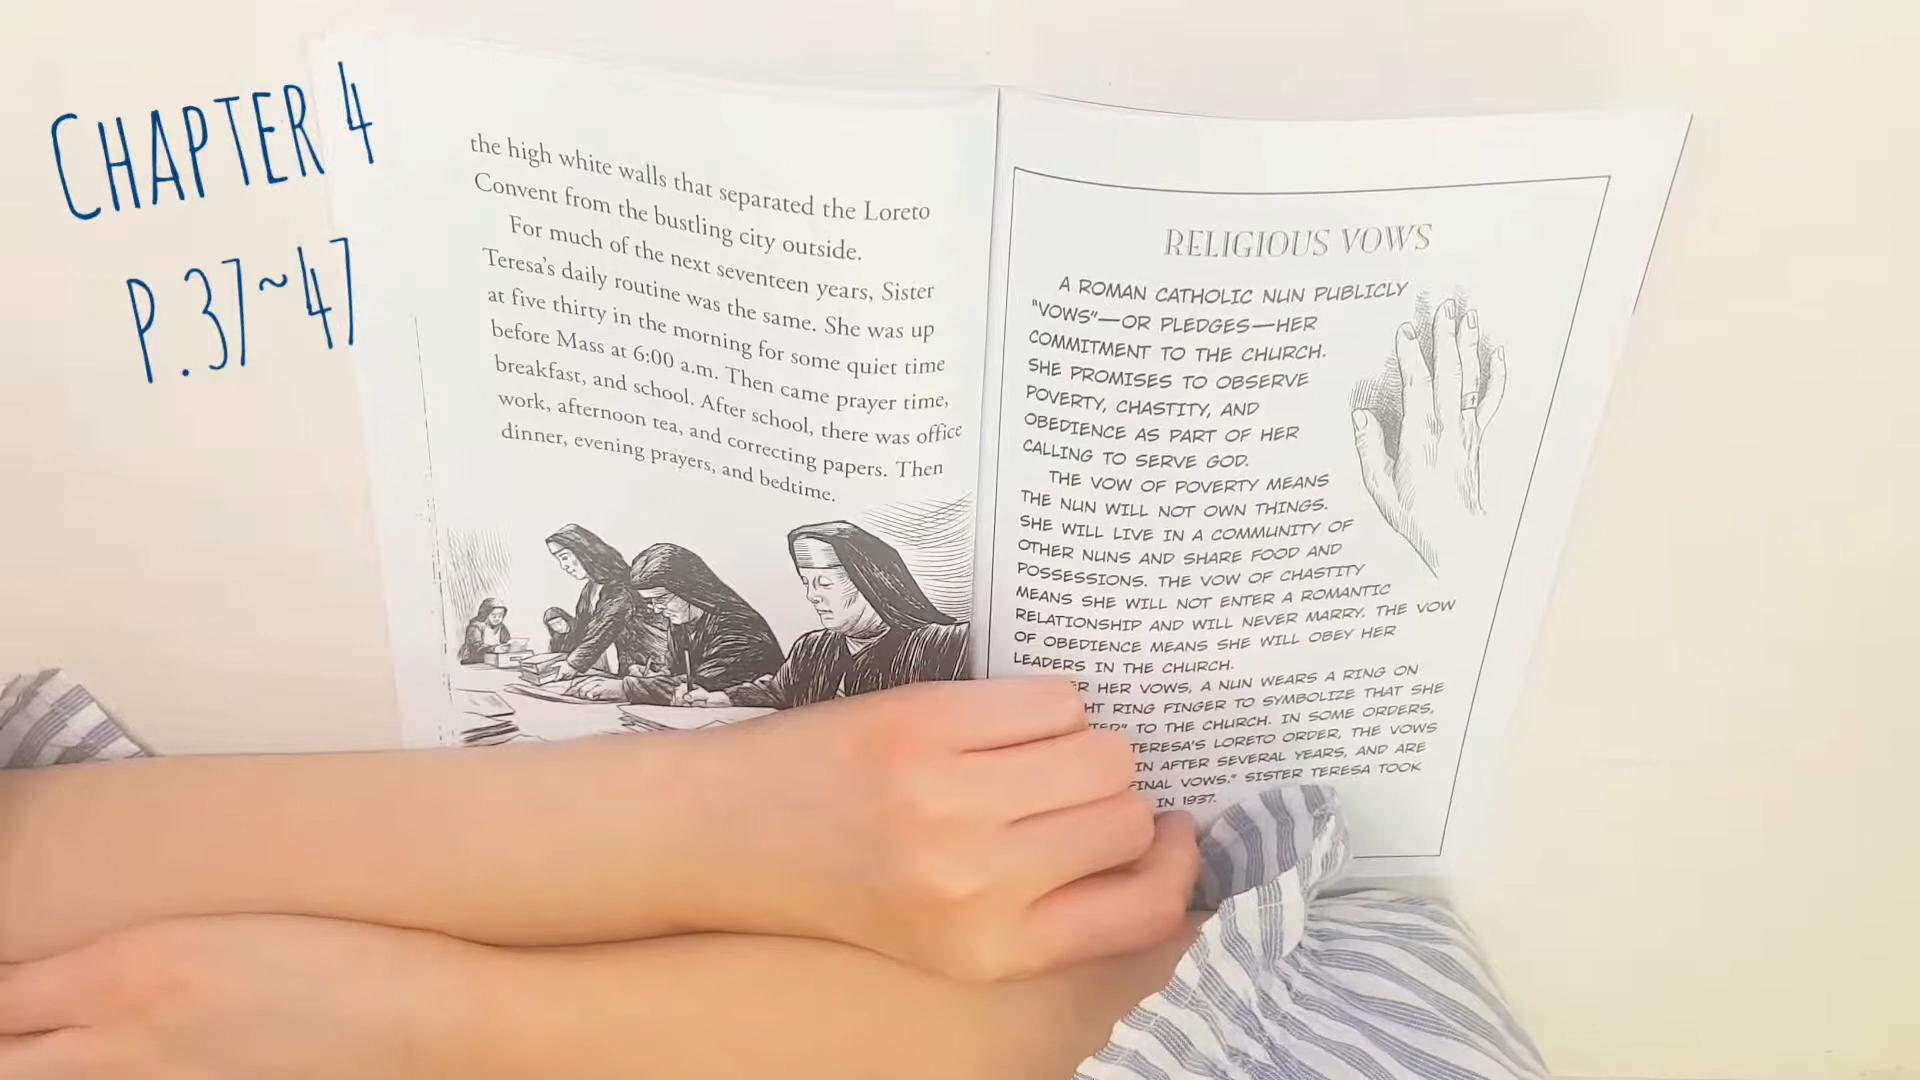 CHAPTER 4
P.37~47
the high white walls that separated the Loreto
Convent from the bustling city outside.
For much of the next seventeen years, Sister
Teresa's daily routine was the same. She was up
at five thirty in the morning for some quiet time
before Mass at 6:00 a.m. Then came prayer time,
breakfast, and school. After school, there was office
work, afternoon tea, and correcting papers. Then
dinner, evening prayers, and bedtime.
RELIGIOUS VOWS
A ROMAN CATHOLIC NUN PUBLICLY
"VOWS"—OR PLEDGES—HER
COMMITMENT TO THE CHURCH.
SHE PROMISES TO OBSERVE
POVERTY, CHASTITY, AND
OBEDIENCE AS PART OF HER
CALLING TO SERVE GOD.
THE VOW OF POVERTY MEANS
THE NUN WILL NOT OWN THINGS.
SHE WILL LIVE IN A COMMUNITY OF
OTHER NUNS AND SHARE FOOD AND
POSSESSIONS. THE VOW OF CHASTITY
MEANS SHE WILL NOT ENTER A ROMANTIC
RELATIONSHIP AND WILL NEVER MARRY. THE VOW
OF OBEDIENCE MEANS SHE WILL OBEY HER
LEADERS IN THE CHURCH.
HER VOWS, A NUN WEARS A RING ON
RING FINGER TO SYMBOLIZE THAT SHE
TO THE CHURCH. IN SOME ORDERS,
TERESA'S LORETO ORDER, THE VOWS
IN AFTER SEVERAL YEARS, AND ARE
FINAL VOWS." SISTER TERESA TOOK
IN 1937.